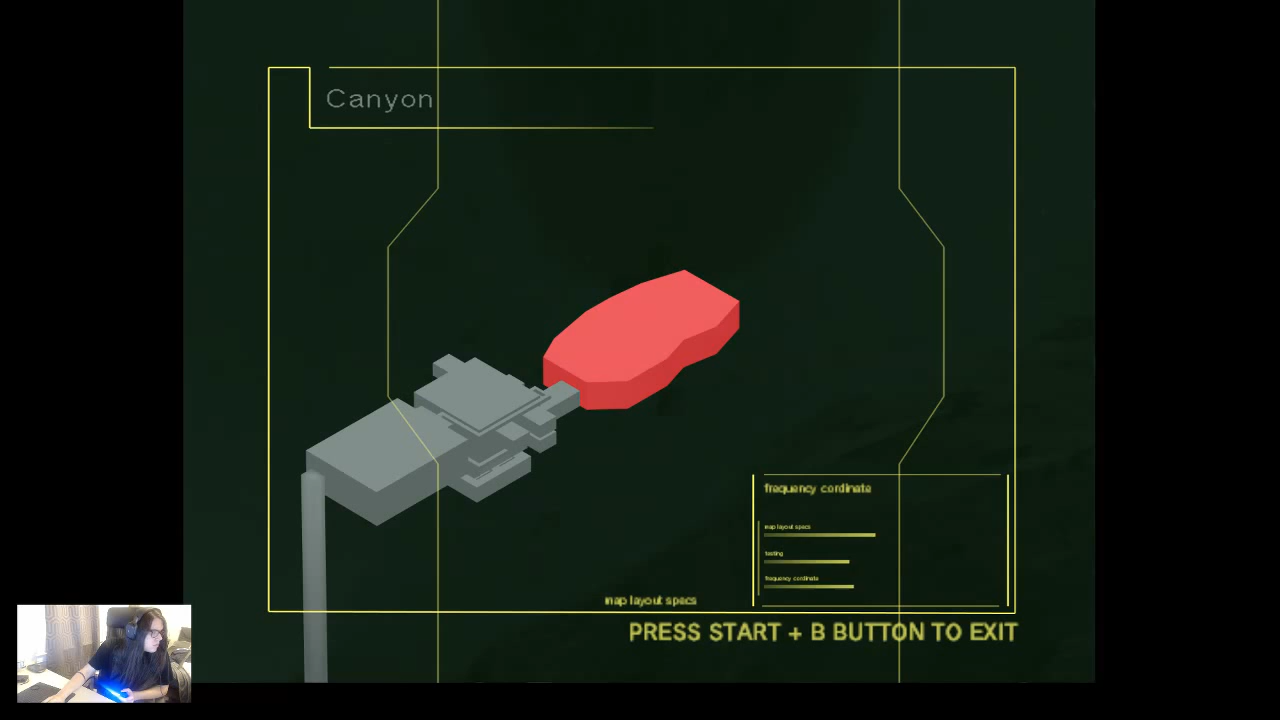 Canyon
frequency cordinate
map layout specs
testing
frequency cordinate
map layout specs
PRESS START + B BUTTON TO EXIT